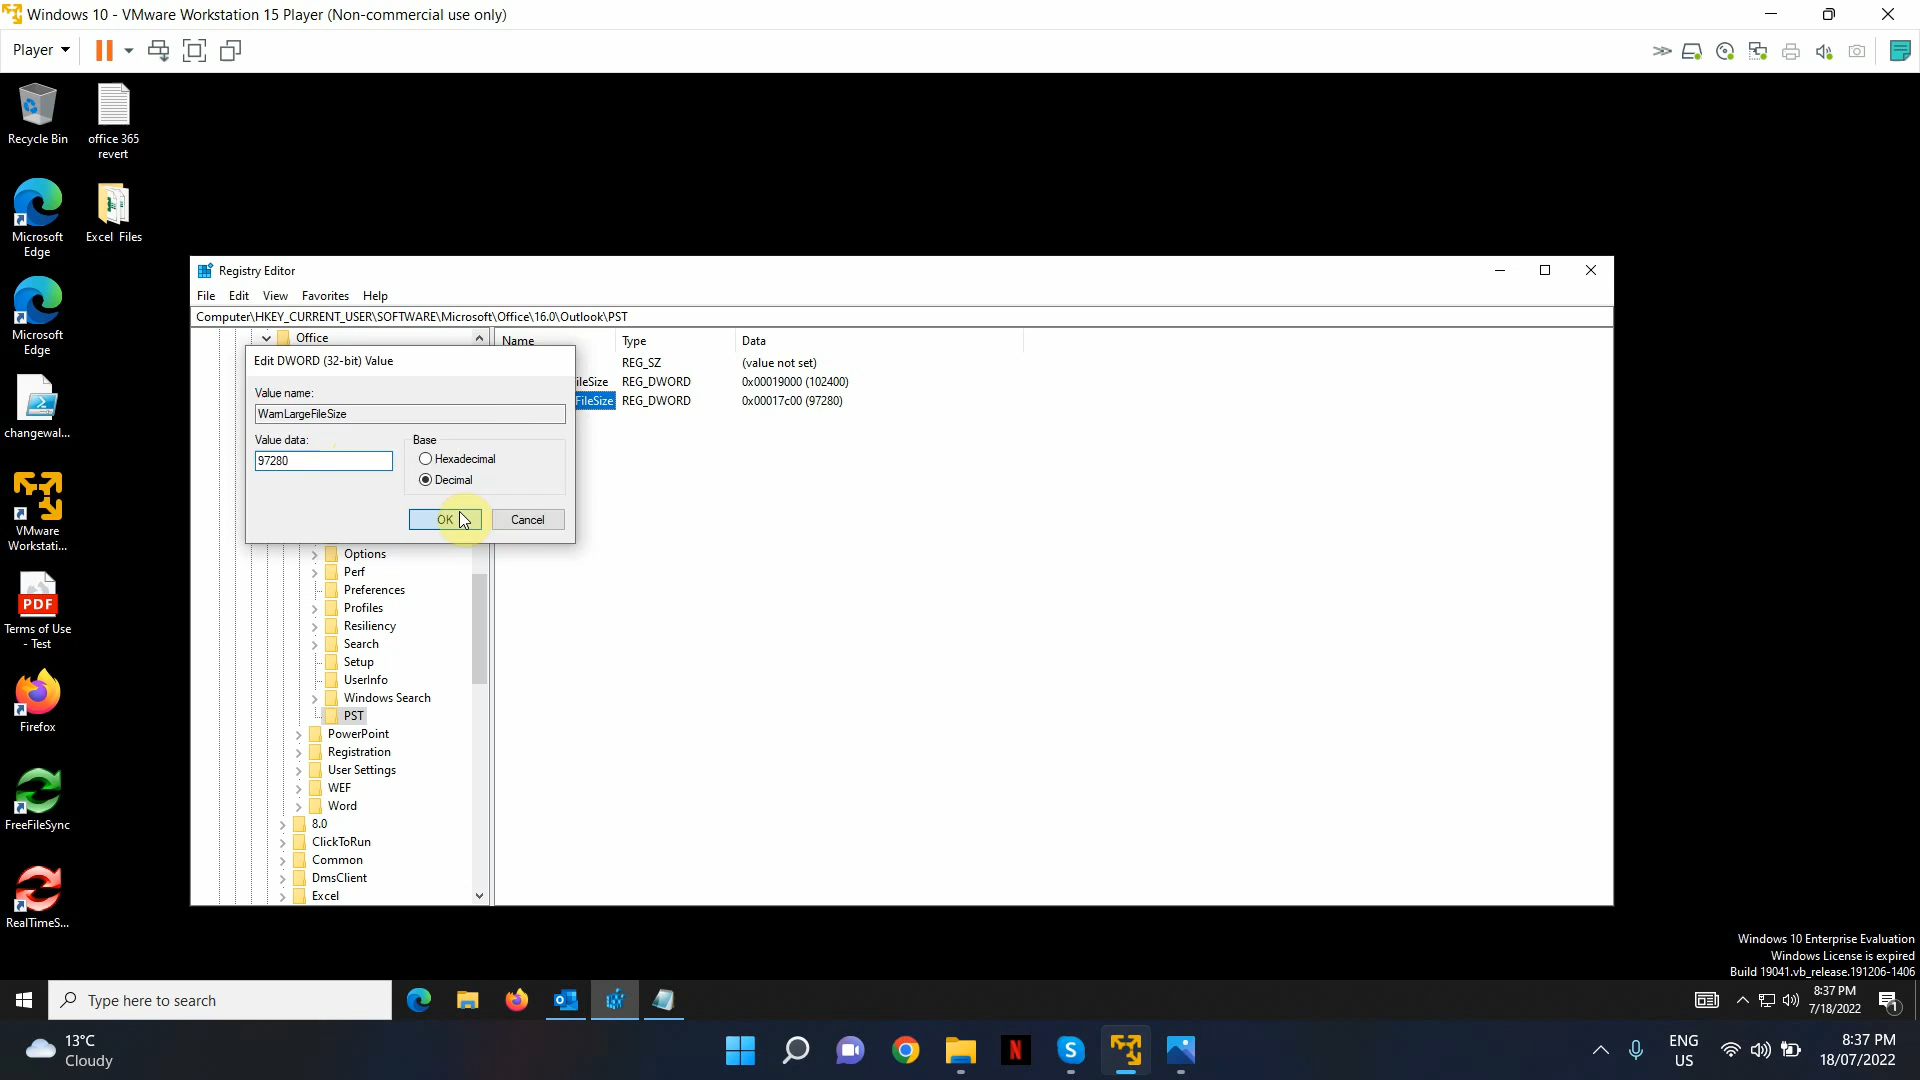 Windows 10 - VMware Workstation 15 Player (Non-commercial use only)
Player
Recycle Bin
office 365
revert
Microsoft
Edge
Excel Files
Microsoft
Edge
changewal...
VMware
Workstati...
PDF
Terms of Use
- Test
Firefox
FreeFileSync
RealTimeS...
Registry Editor
File Edit View Favorites Help
Computer\HKEY_CURRENT_USER\SOFTWARE\Microsoft\Office\16.0\Outlook\PST
Office
Name Type Data
REG_SZ (value not set)
ileSize REG_DWORD 0x00019000 (102400)
FileSize REG_DWORD 0x00017c00 (97280)
Edit DWORD (32-bit) Value
Value name:
WarnLargeFileSize
Value data:
97280
Base
Hexadecimal
Decimal
OK Cancel
Options
Perf
Preferences
Profiles
Resiliency
Search
Setup
UserInfo
Windows Search
PST
PowerPoint
Registration
User Settings
WEF
Word
8.0
ClickToRun
Common
DmsClient
Excel
Windows 10 Enterprise Evaluation
Windows License is expired
Build 19041.vb_release.191206-1406
Type here to search
8:37 PM
7/18/2022
1
13°C
Cloudy
N
S
ENG
US
8:37 PM
18/07/2022